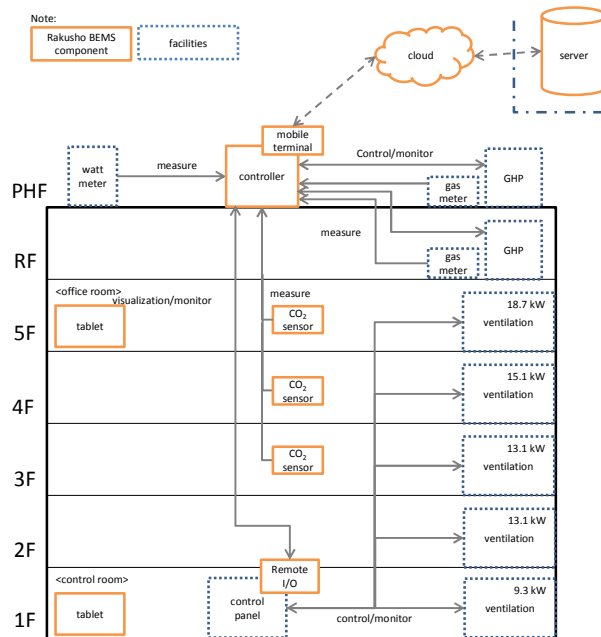 Note:
Rakusho BEMS
component
facilities
cloud
server
mobile
terminal
watt
meter
measure
controller
Control/monitor
GHP
gas
meter
PHF
measure
GHP
gas
meter
RF
<office room>
visualization/monitor
measure
tablet
CO2
sensor
18.7 kW
ventilation
5F
CO2
sensor
15.1 kW
ventilation
4F
CO2
sensor
13.1 kW
ventilation
3F
13.1 kW
ventilation
2F
Remote
I/O
<control room>
tablet
control
panel
control/monitor
9.3 kW
ventilation
1F